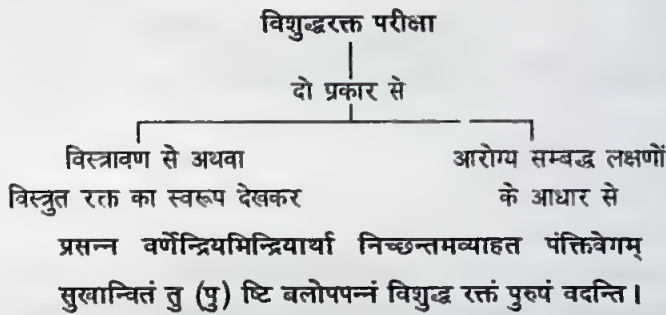 विशुद्धरक्त परीक्षा
दो प्रकार से
विस्त्रावण से अथवा
विस्त्रुत रक्त का स्वरूप देखकर
आरोग्य सम्बद्ध लक्षणों
के आधार से
प्रसन्न वर्णेन्द्रियमिन्द्रियार्था निच्छन्तमव्याहत पंक्तिवेगम्
सुखान्वितं तु (पु) ष्टि बलोपपन्नं विशुद्ध रक्तं पुरुपं वदन्ति।